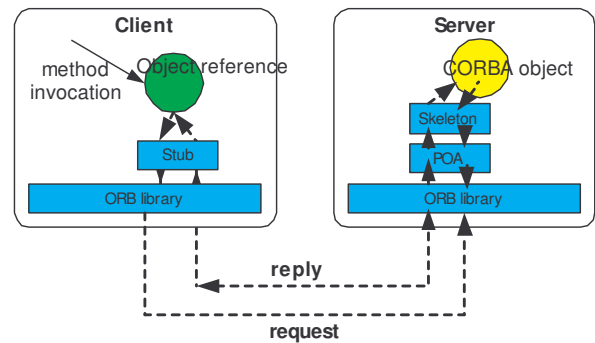 Client
Object reference
method
invocation
Stub
ORB library
Server
CORBA object
Skeleton
POA
ORB library
reply
request